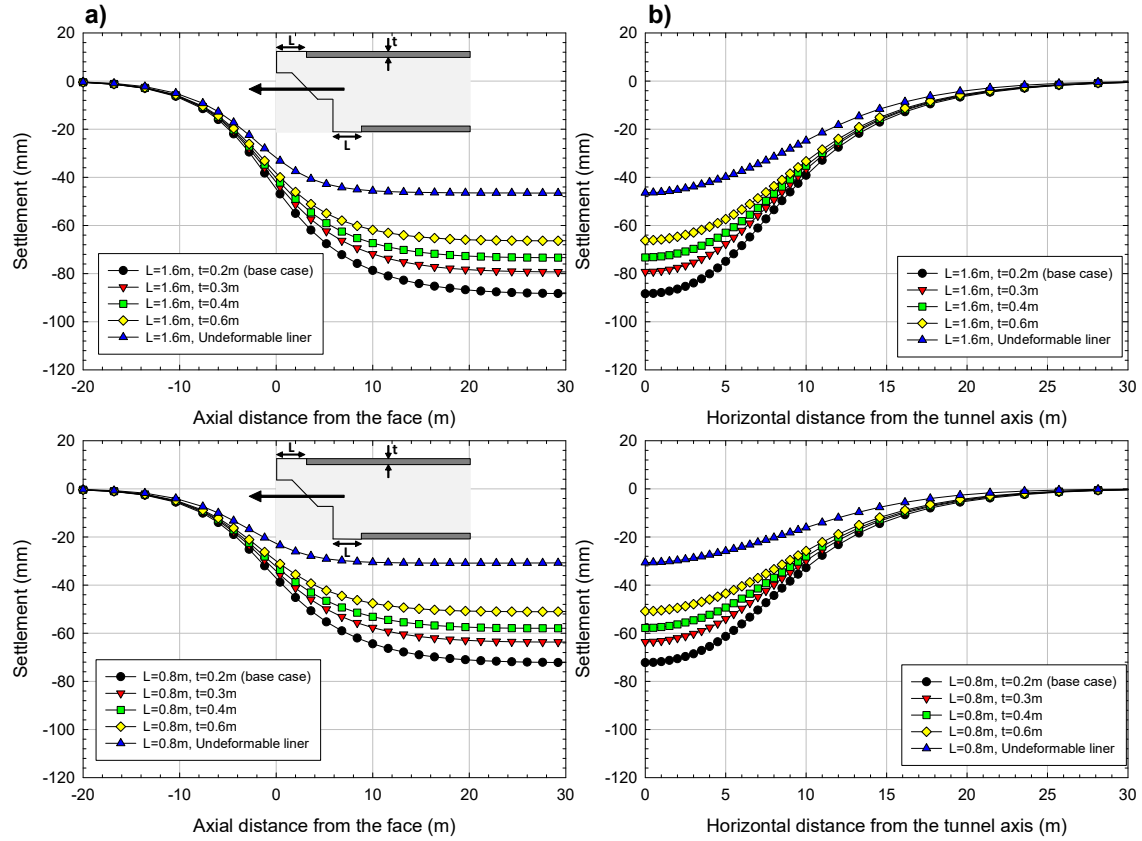 a)
b)
20
0
-20
-40
-60
-80
-100
-120
Settlement (mm)
L
t
L
L=1.6m, t=0.2m (base case)
L=1.6m, t=0.3m
L=1.6m, t=0.4m
L=1.6m, t=0.6m
L=1.6m, Undeformable liner
-20 -10 0 10 20 30
Axial distance from the face (m)
20
0
-20
-40
-60
-80
-100
-120
Settlement (mm)
L=1.6m, t=0.2m (base case)
L=1.6m, t=0.3m
L=1.6m, t=0.4m
L=1.6m, t=0.6m
L=1.6m, Undeformable liner
0 5 10 15 20 25 30
Horizontal distance from the tunnel axis (m)
20
0
-20
-40
-60
-80
-100
-120
Settlement (mm)
L
t
L
L=0.8m, t=0.2m (base case)
L=0.8m, t=0.3m
L=0.8m, t=0.4m
L=0.8m, t=0.6m
L=0.8m, Undeformable liner
-20 -10 0 10 20 30
Axial distance from the face (m)
20
0
-20
-40
-60
-80
-100
-120
Settlement (mm)
L=0.8m, t=0.2m (base case)
L=0.8m, t=0.3m
L=0.8m, t=0.4m
L=0.8m, t=0.6m
L=0.8m, Undeformable liner
0 5 10 15 20 25 30
Horizontal distance from the tunnel axis (m)